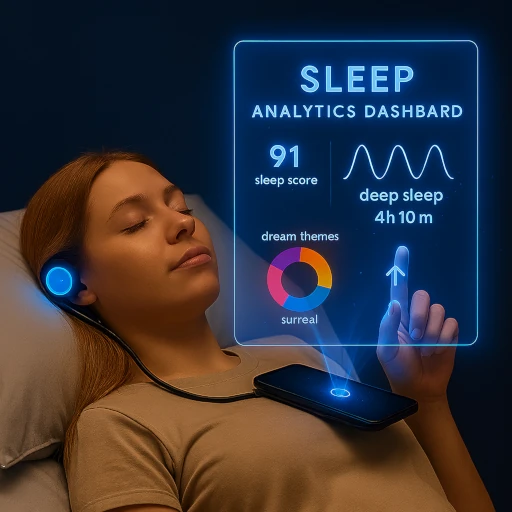 SLEEP
ANALYTICS DASHBARD
91
sleep score
deep sleep
4h 10 m
dream themes
surreal